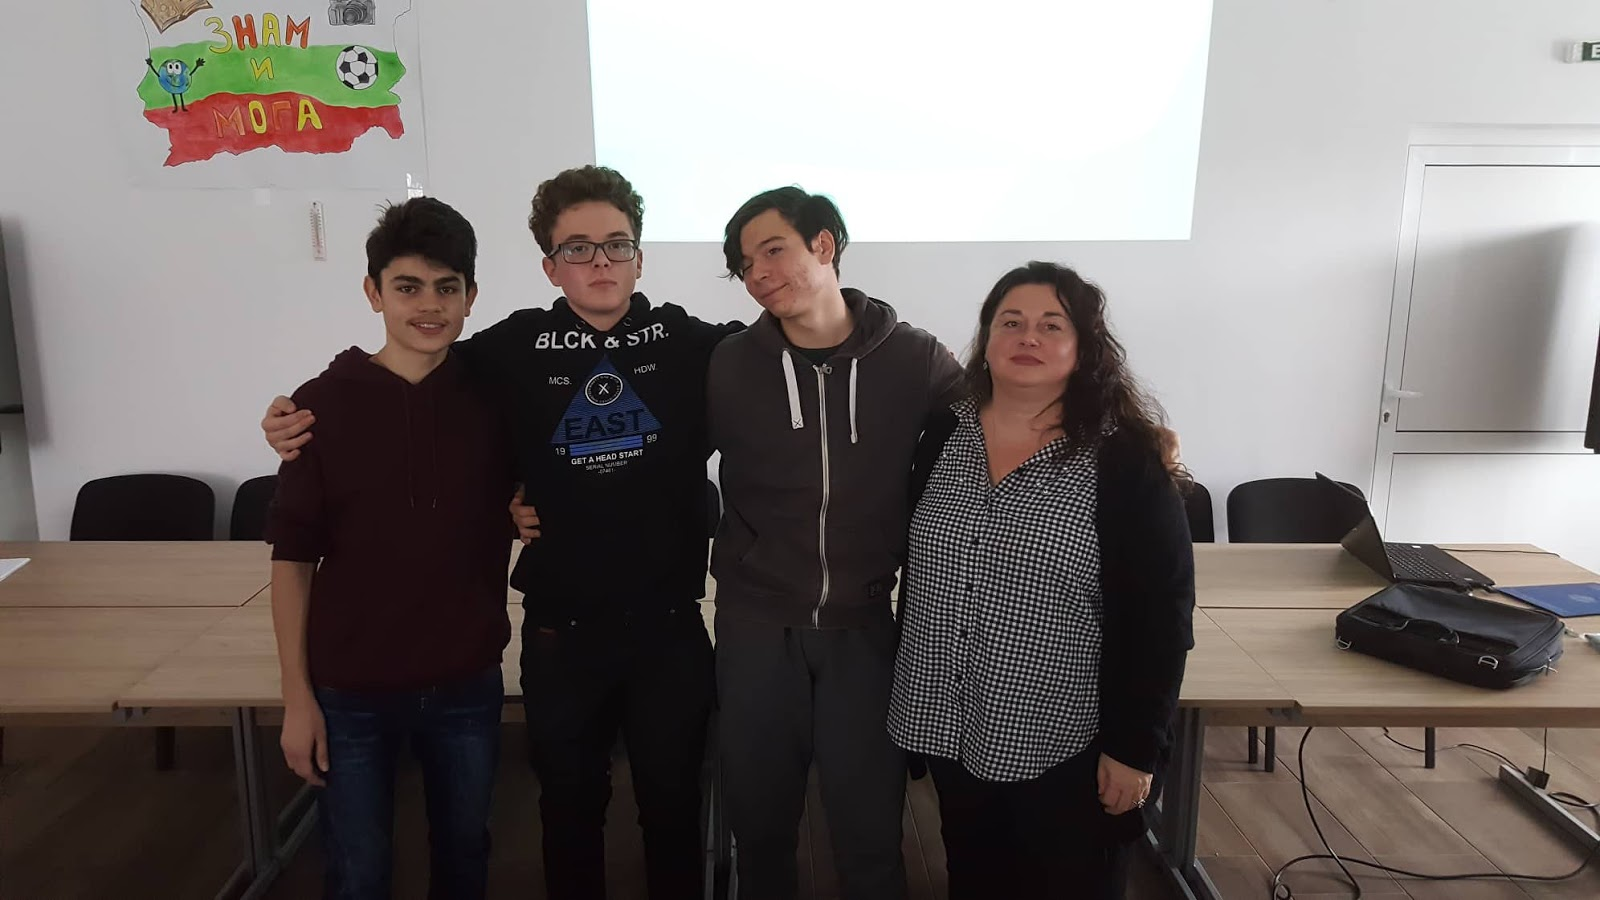 ЗНАМ
И
МОГА
BLCK & STR.
MCS. HDW.
X
EAST
19 99
GET A HEAD START
SERIAL NUMBER